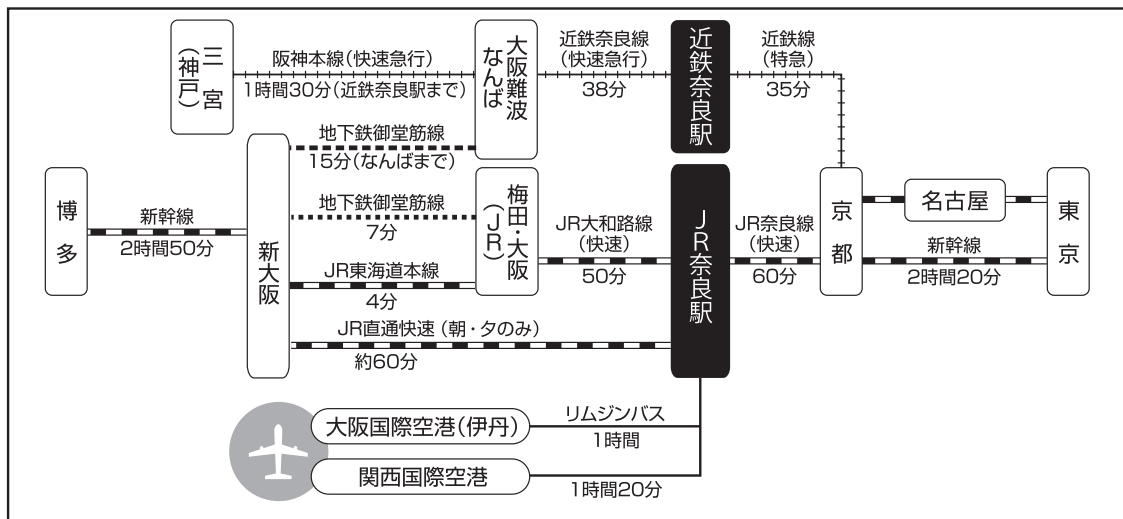 三宮
(神戸)
阪神本線(快速急行)
1時間30分(近鉄奈良駅まで)
大阪難波
なんば
近鉄奈良線
(快速急行)
38分
近鉄奈良駅
近鉄線
(特急)
35分
地下鉄御堂筋線
15分(なんばまで)
博多
新幹線
2時間50分
新大阪
地下鉄御堂筋線
7分
JR東海道本線
4分
梅田・大阪
(JR)
JR大和路線
(快速)
50分
JR奈良駅
JR奈良線
(快速)
60分
京都
名古屋
新幹線
2時間20分
東京
JR直通快速(朝・夕のみ)
約60分
大阪国際空港(伊丹)
リムジンバス
1時間
関西国際空港
1時間20分